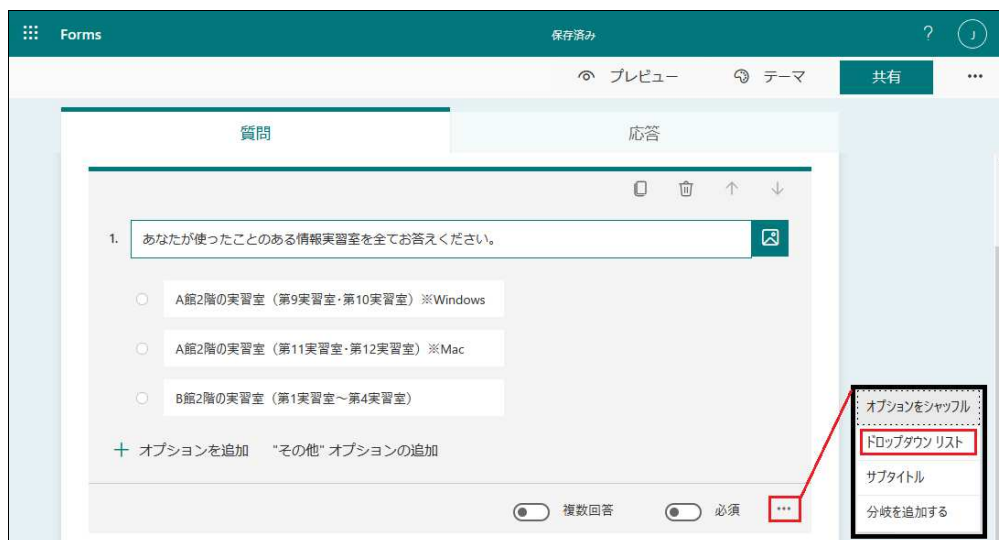 Forms
保存済み
?
J
プレビュー
テーマ
共有
質問
応答
1.
あなたが使ったことのある情報実習室を全てお答えください。
A館2階の実習室（第9実習室・第10実習室）※Windows
A館2階の実習室（第11実習室・第12実習室）※Mac
B館2階の実習室（第1実習室～第4実習室）
＋ オプションを追加 "その他" オプションの追加
複数回答
必須
オプションをシャッフル
ドロップダウン リスト
サブタイトル
分岐を追加する